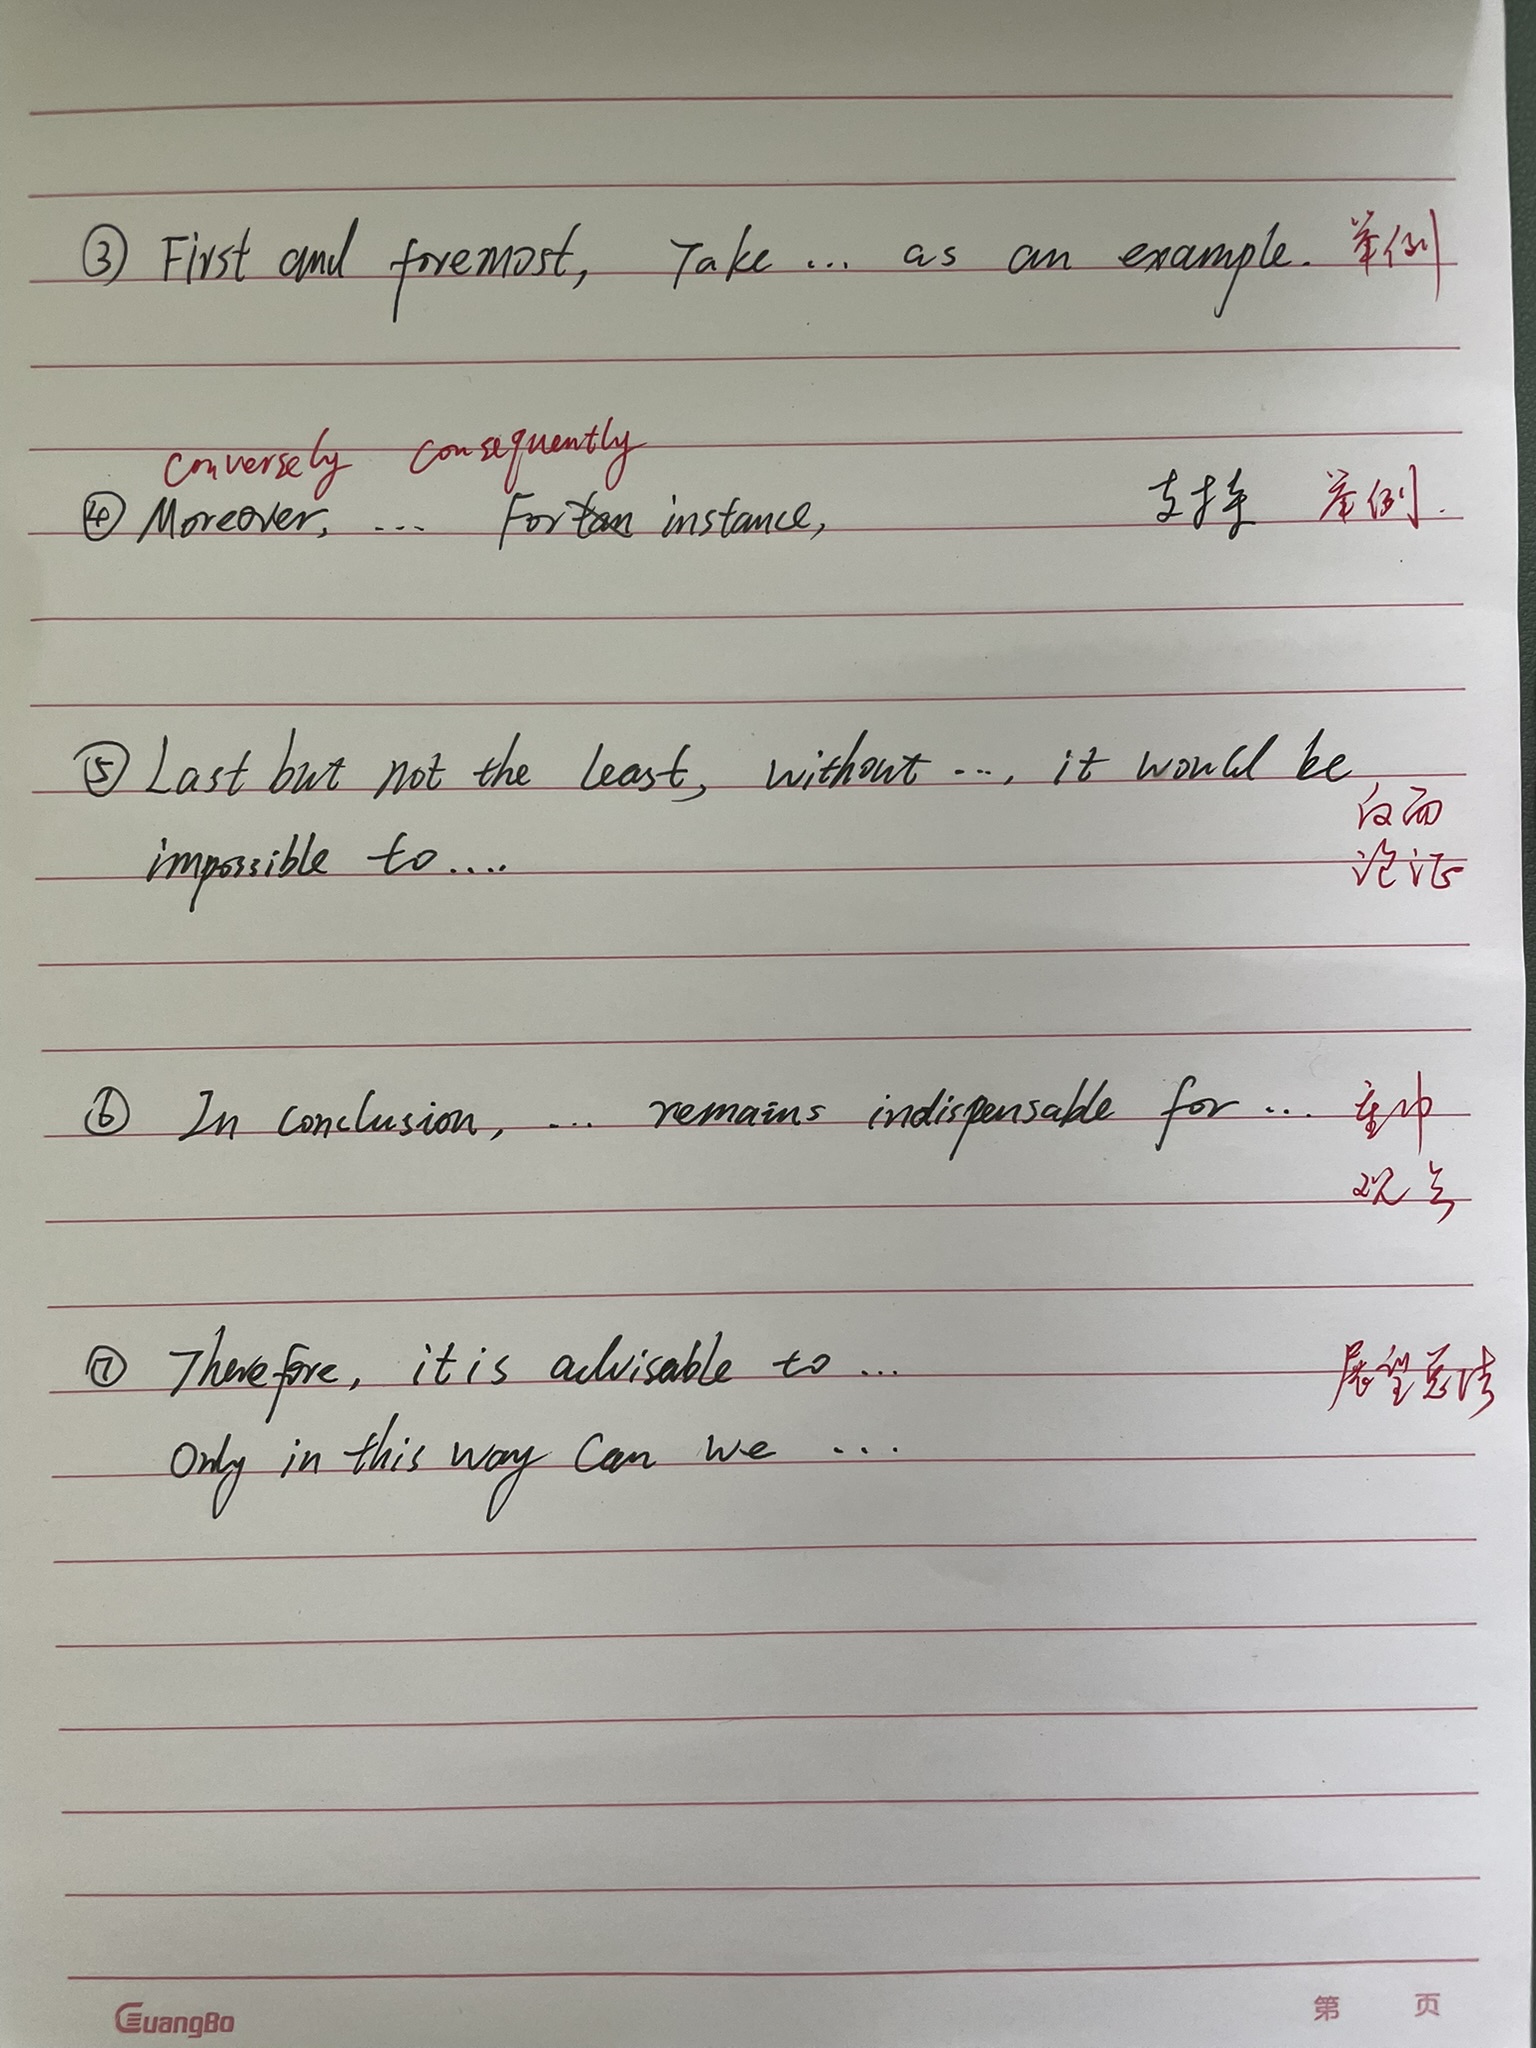 ③ First and foremost, Take ... as an example. 举例
conversely consequently
④ Moreover, ... For instance, 支持 举例.
⑤ Last but not the least, without ..., it would be
反面
impossible to ....
论证
⑥ In conclusion, ... remains indispensable for ... 重申
观点
⑦ Therefore, it is advisable to ... 展望总结
Only in this way can we ...
GuangBo 第 页